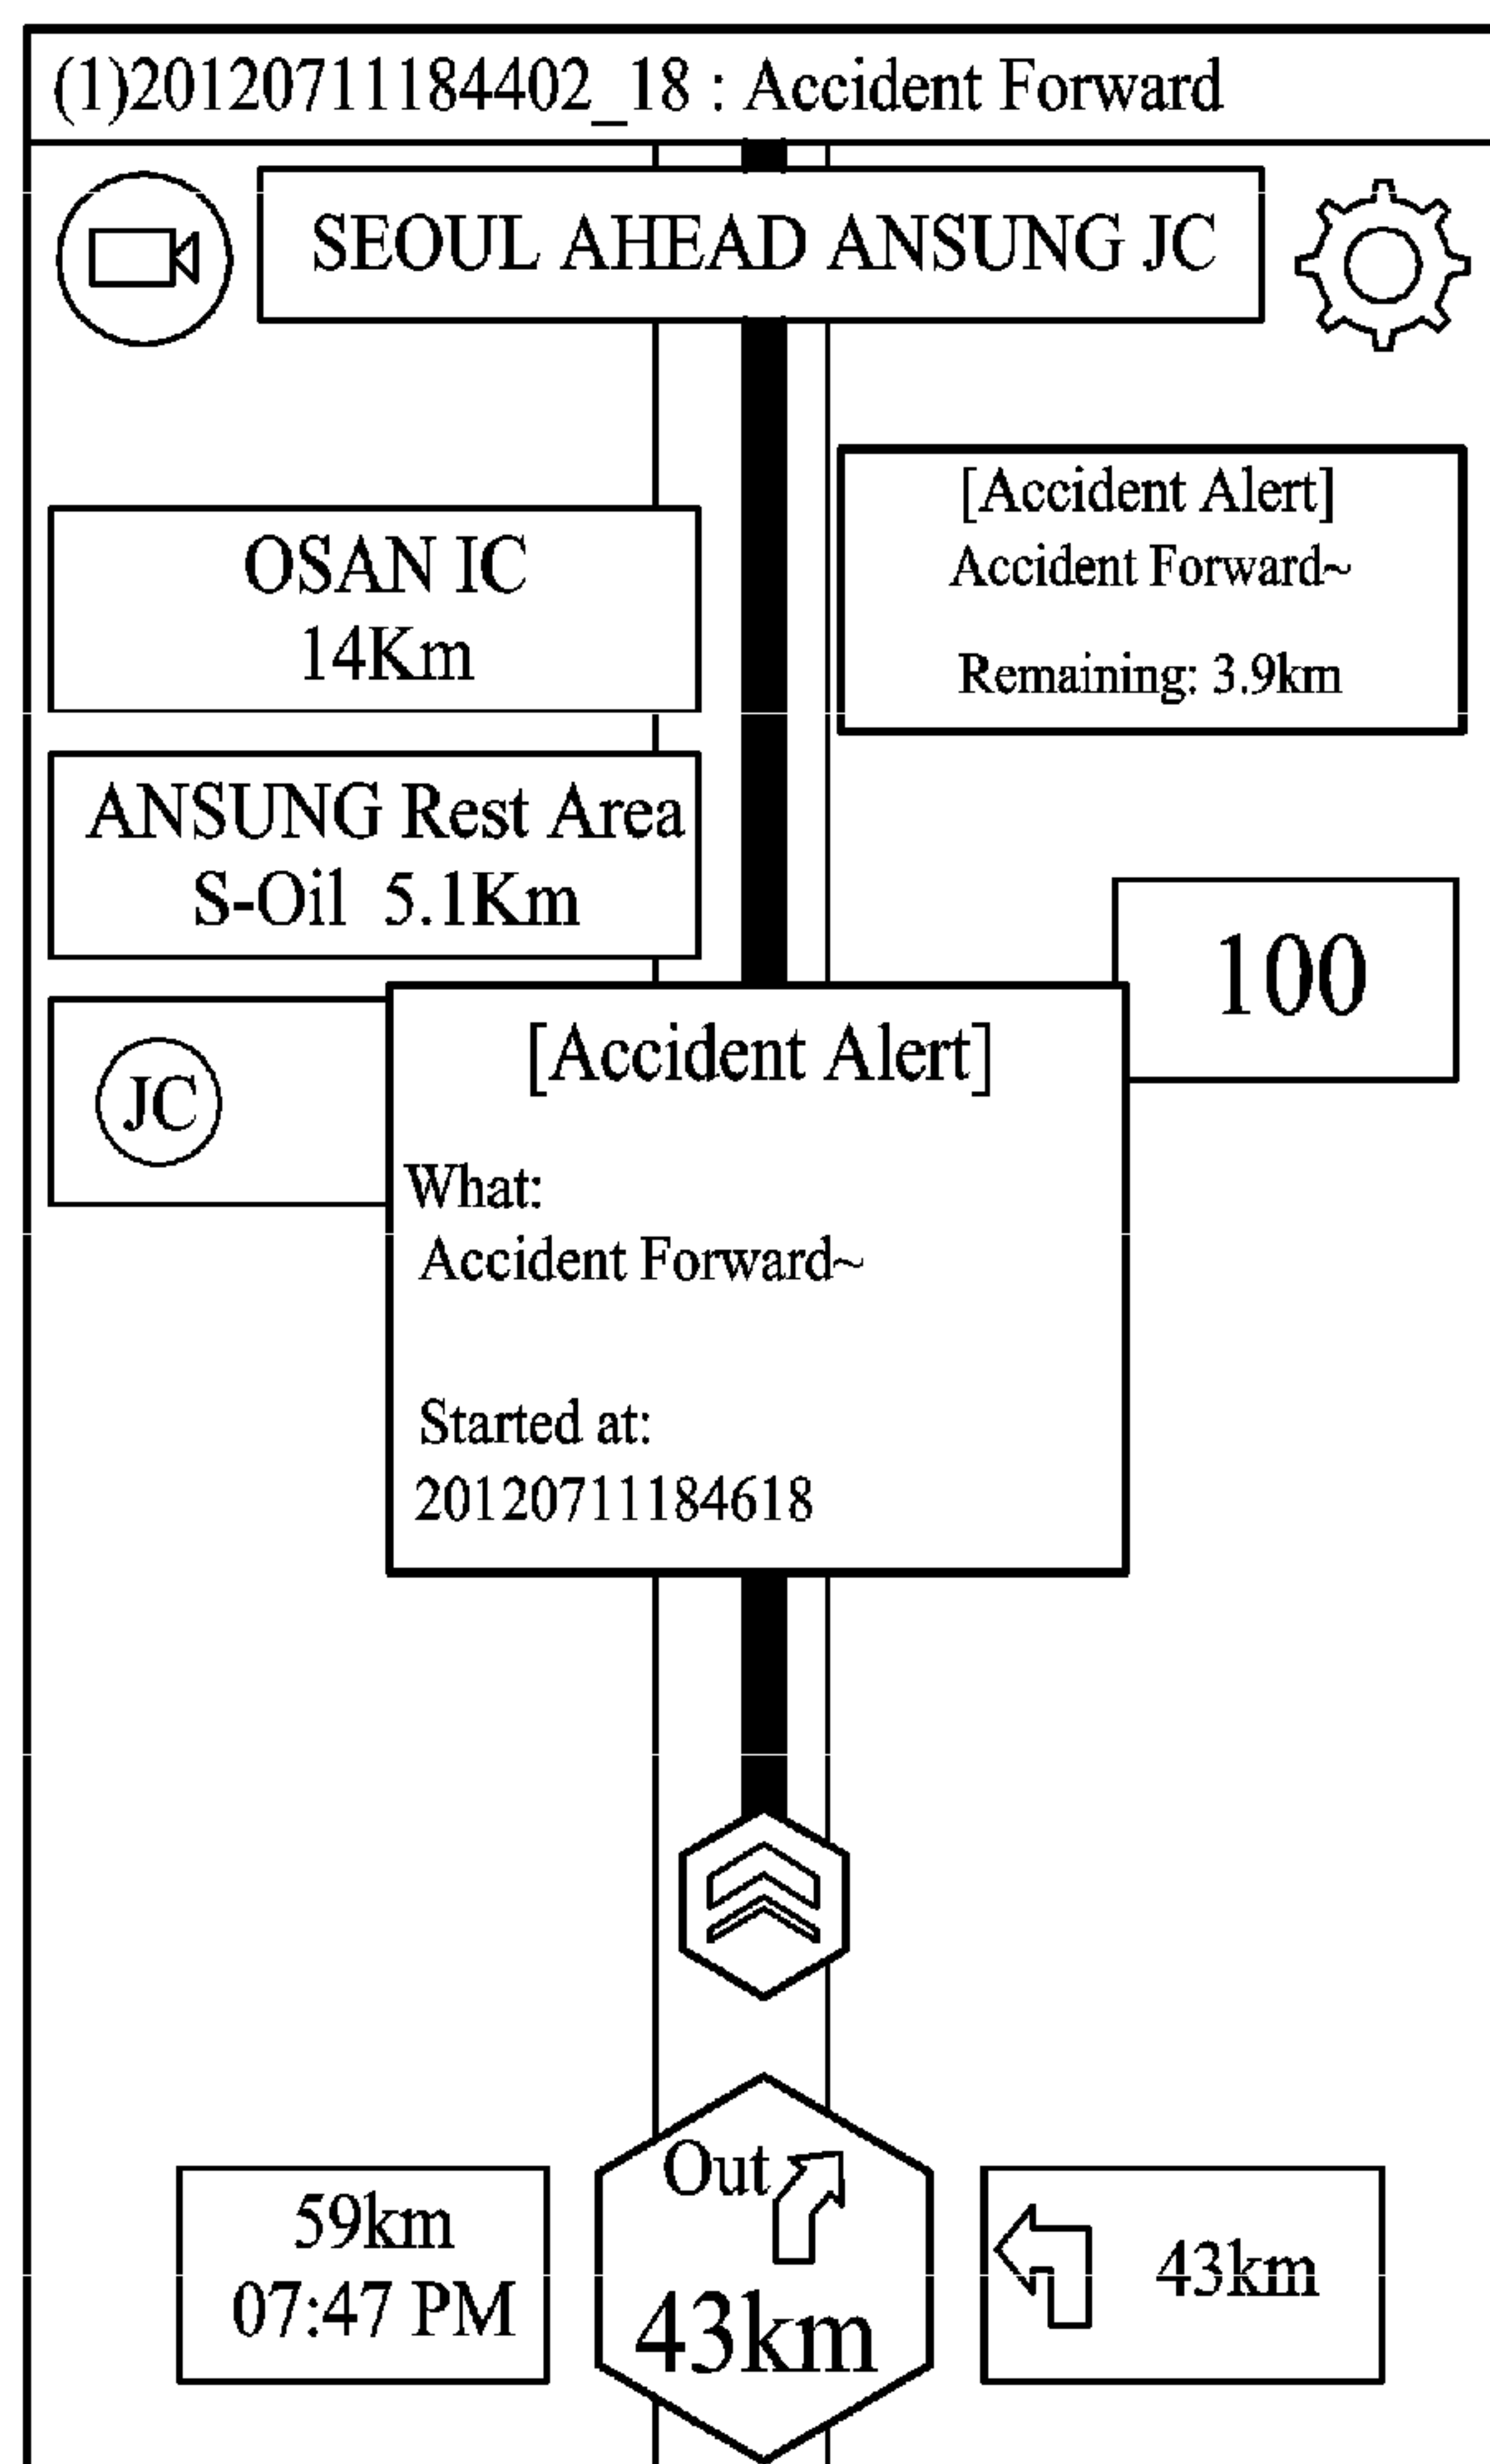 (1)20120711184402_18 : Accident Forward
SEOUL AHEAD ANSUNG JC
[Accident Alert]
Accident Forward~
Remaining: 3.9km
OSAN IC
14Km
ANSUNG Rest Area
S-Oil 5.1Km
100
JC
[Accident Alert]
What:
Accident Forward~
Started at:
20120711184618
Out
43km
59km
07:47 PM
43km